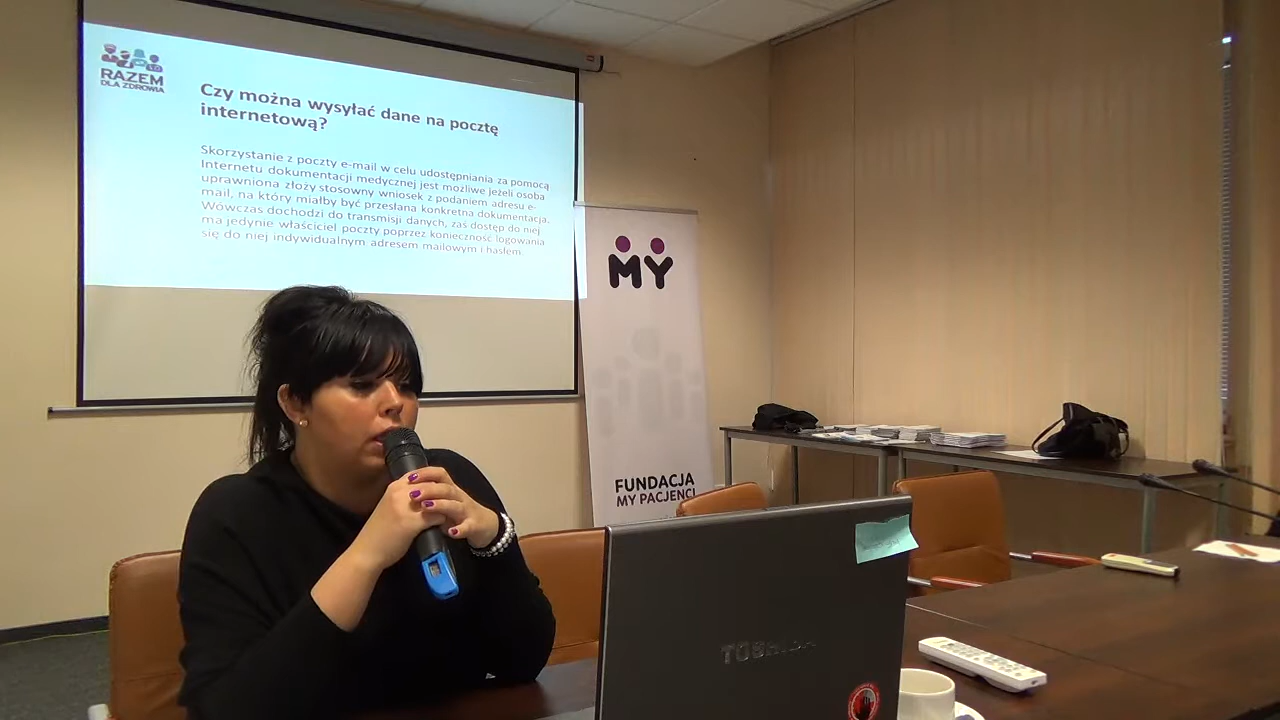 RAZEM
DLA ZDROWIA
Czy można wysyłać dane na pocztę
internetową?
Skorzystanie z poczty e-mail w celu udostępniania za pomocą
Internetu dokumentacji medycznej jest możliwe jeżeli osoba
uprawniona złoży stosowny wniosek z podaniem adresu e-
mail, na który miałby być przesłana konkretna dokumentacja.
Wówczas dochodzi do transmisji danych, zaś dostęp do niej
ma jedynie właściciel poczty poprzez konieczność logowania
się do niej indywidualnym adresem mailowym i hasłem.
MY
FUNDACJA
MY PACJENCI
TOSHIBA